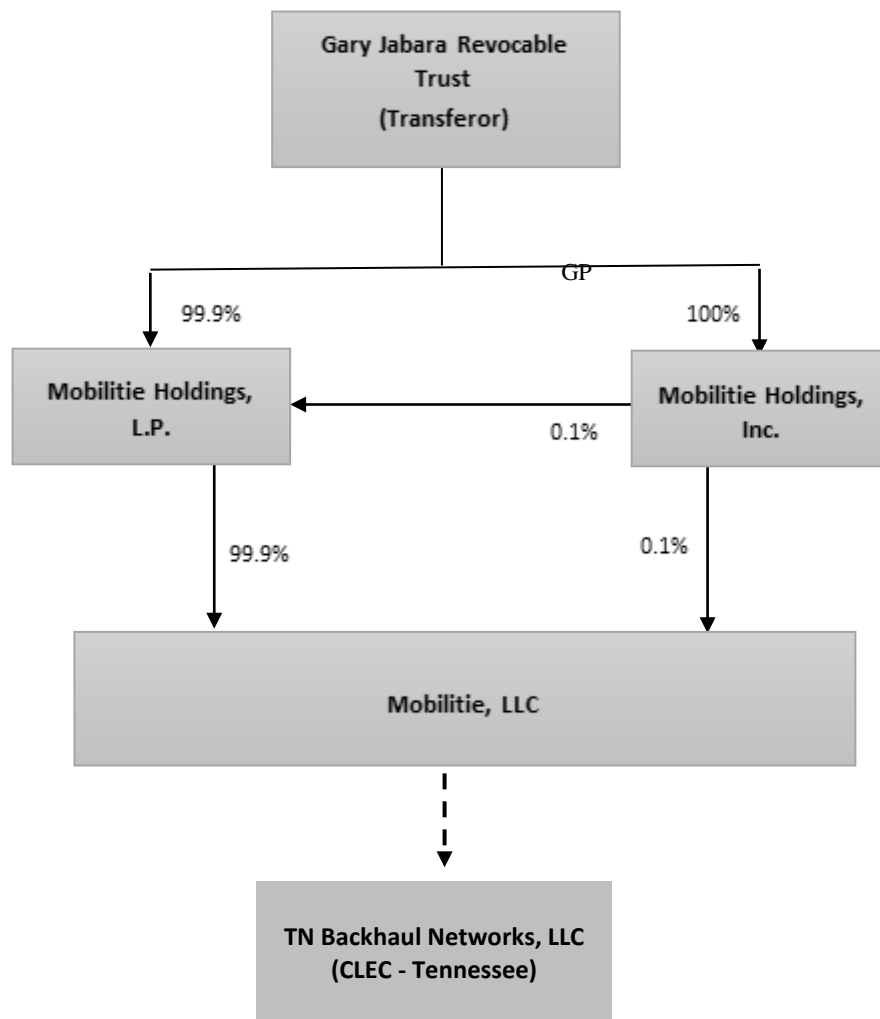 Gary Jabara Revocable
Trust
(Transferor)
GP
99.9%
100%
Mobilitie Holdings,
L.P.
Mobilitie Holdings,
Inc.
0.1%
99.9%
0.1%
Mobilitie, LLC
TN Backhaul Networks, LLC
(CLEC - Tennessee)